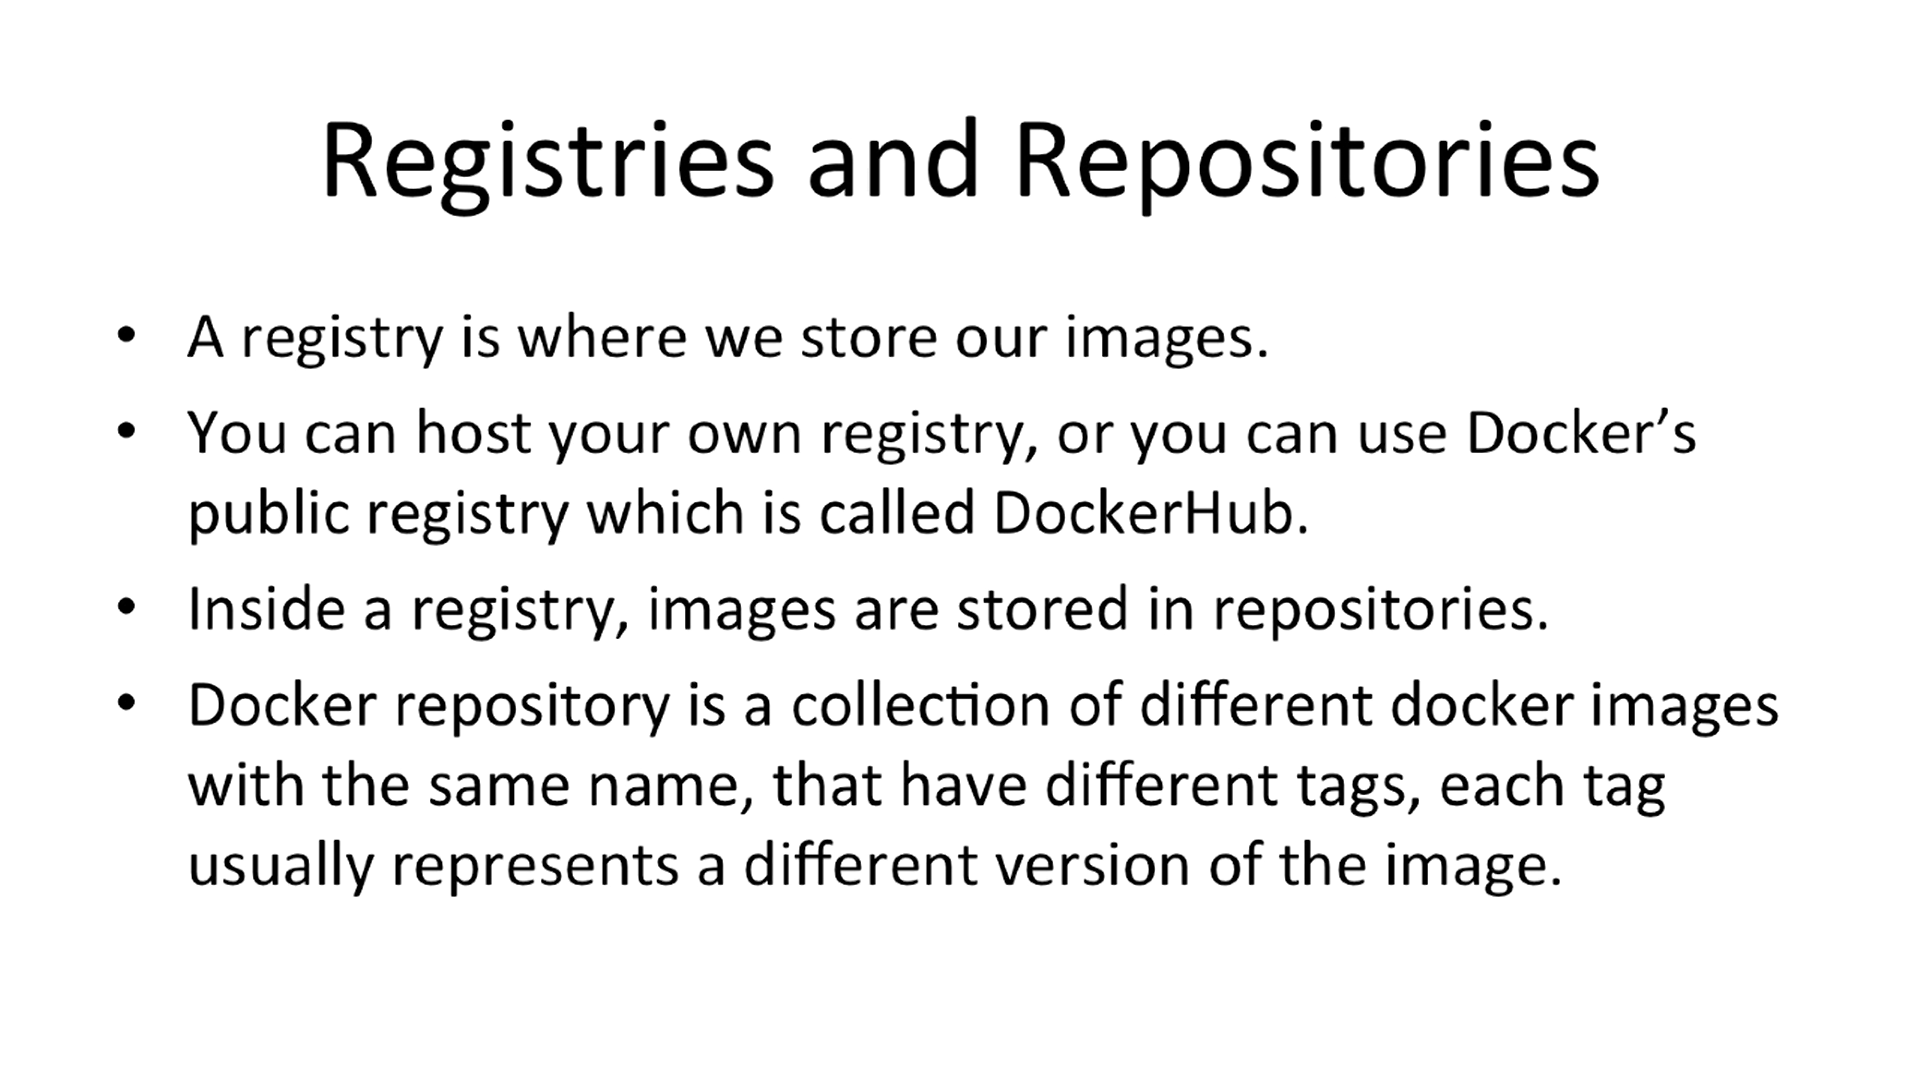 Registries and Repositories
• A registry is where we store our images.
• You can host your own registry, or you can use Docker’s
public registry which is called DockerHub.
• Inside a registry, images are stored in repositories.
• Docker repository is a collection of different docker images
with the same name, that have different tags, each tag
usually represents a different version of the image.